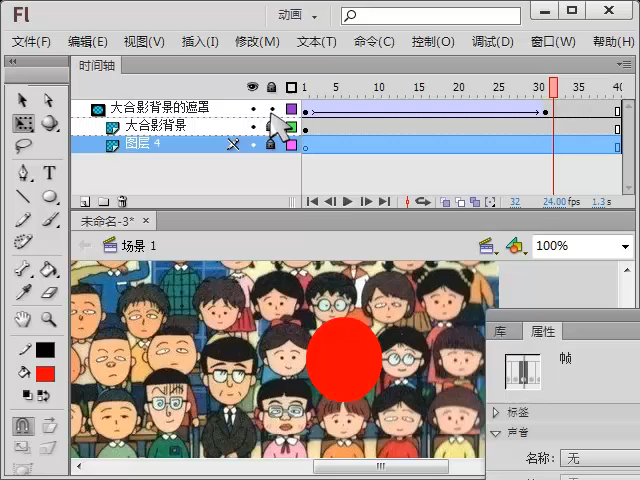 Fl
动画
文件(F) 编辑(E) 视图(V) 插入(I) 修改(M) 文本(T) 命令(C) 控制(O) 调试(D) 窗口(W) 帮助(H)
时间轴
1 5 10 15 20 25 30 35 40
大合影背景的遮罩
大合影背景
图层 4
32 24.00 fps 1.3 s
未命名-3* ×
场景 1
100%
库 属性
帧
标签
声音
名称: 无